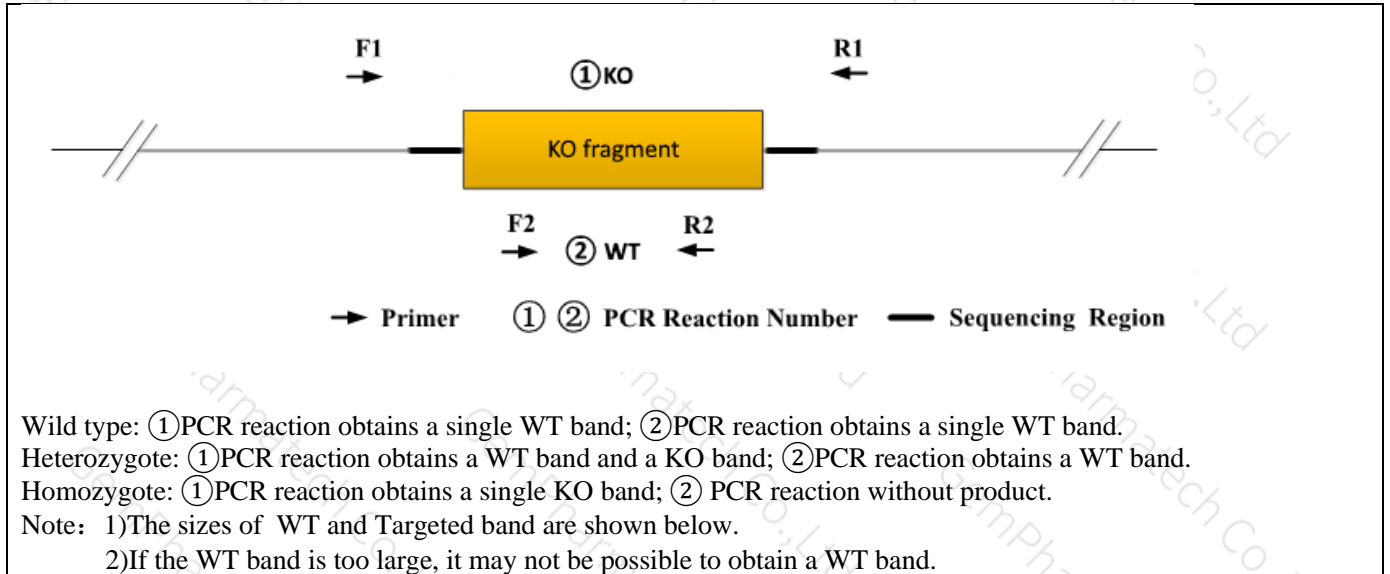 F1
R1
①KO
KO fragment
F2
R2
② WT
Primer ① ② PCR Reaction Number Sequencing Region
Wild type: ①PCR reaction obtains a single WT band; ②PCR reaction obtains a single WT band.
Heterozygote: ①PCR reaction obtains a WT band and a KO band; ②PCR reaction obtains a WT band.
Homozygote: ①PCR reaction obtains a single KO band; ② PCR reaction without product.
Note：1)The sizes of WT and Targeted band are shown below.
2)If the WT band is too large, it may not be possible to obtain a WT band.